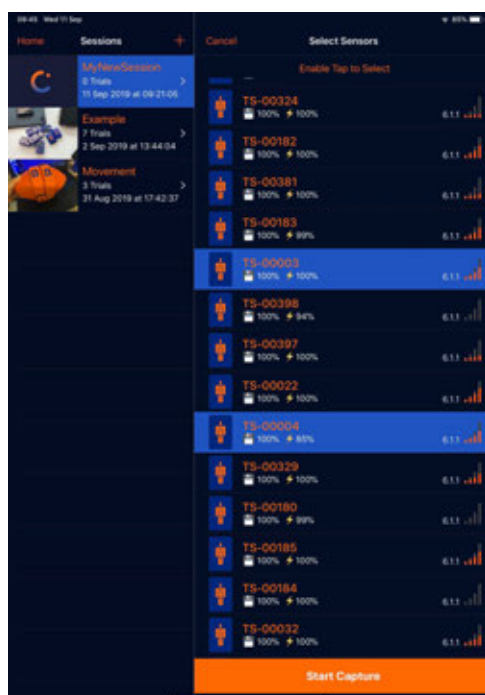 09:45 Wed 11 Sep
85%
Home
Sessions
+
MyNewSession
0 Trials
11 Sep 2019 at 09:21:05
Example
7 Trials
2 Sep 2019 at 13:44:04
Movement
3 Trials
31 Aug 2019 at 17:42:37
Cancel
Select Sensors
Enable Tap to Select
TS-00324
100% 100%
6.1.1
TS-00182
100% 100%
6.1.1
TS-00381
100% 100%
6.1.1
TS-00183
100% 99%
6.1.1
TS-00003
100% 100%
6.1.1
TS-00398
100% 94%
6.1.1
TS-00397
100% 100%
6.1.1
TS-00022
100% 100%
6.1.1
TS-00004
100% 85%
6.1.1
TS-00329
100% 100%
6.1.1
TS-00180
100% 99%
6.1.1
TS-00185
100% 100%
6.1.1
TS-00184
100% 100%
6.1.1
TS-00032
100% 100%
6.1.1
Start Capture